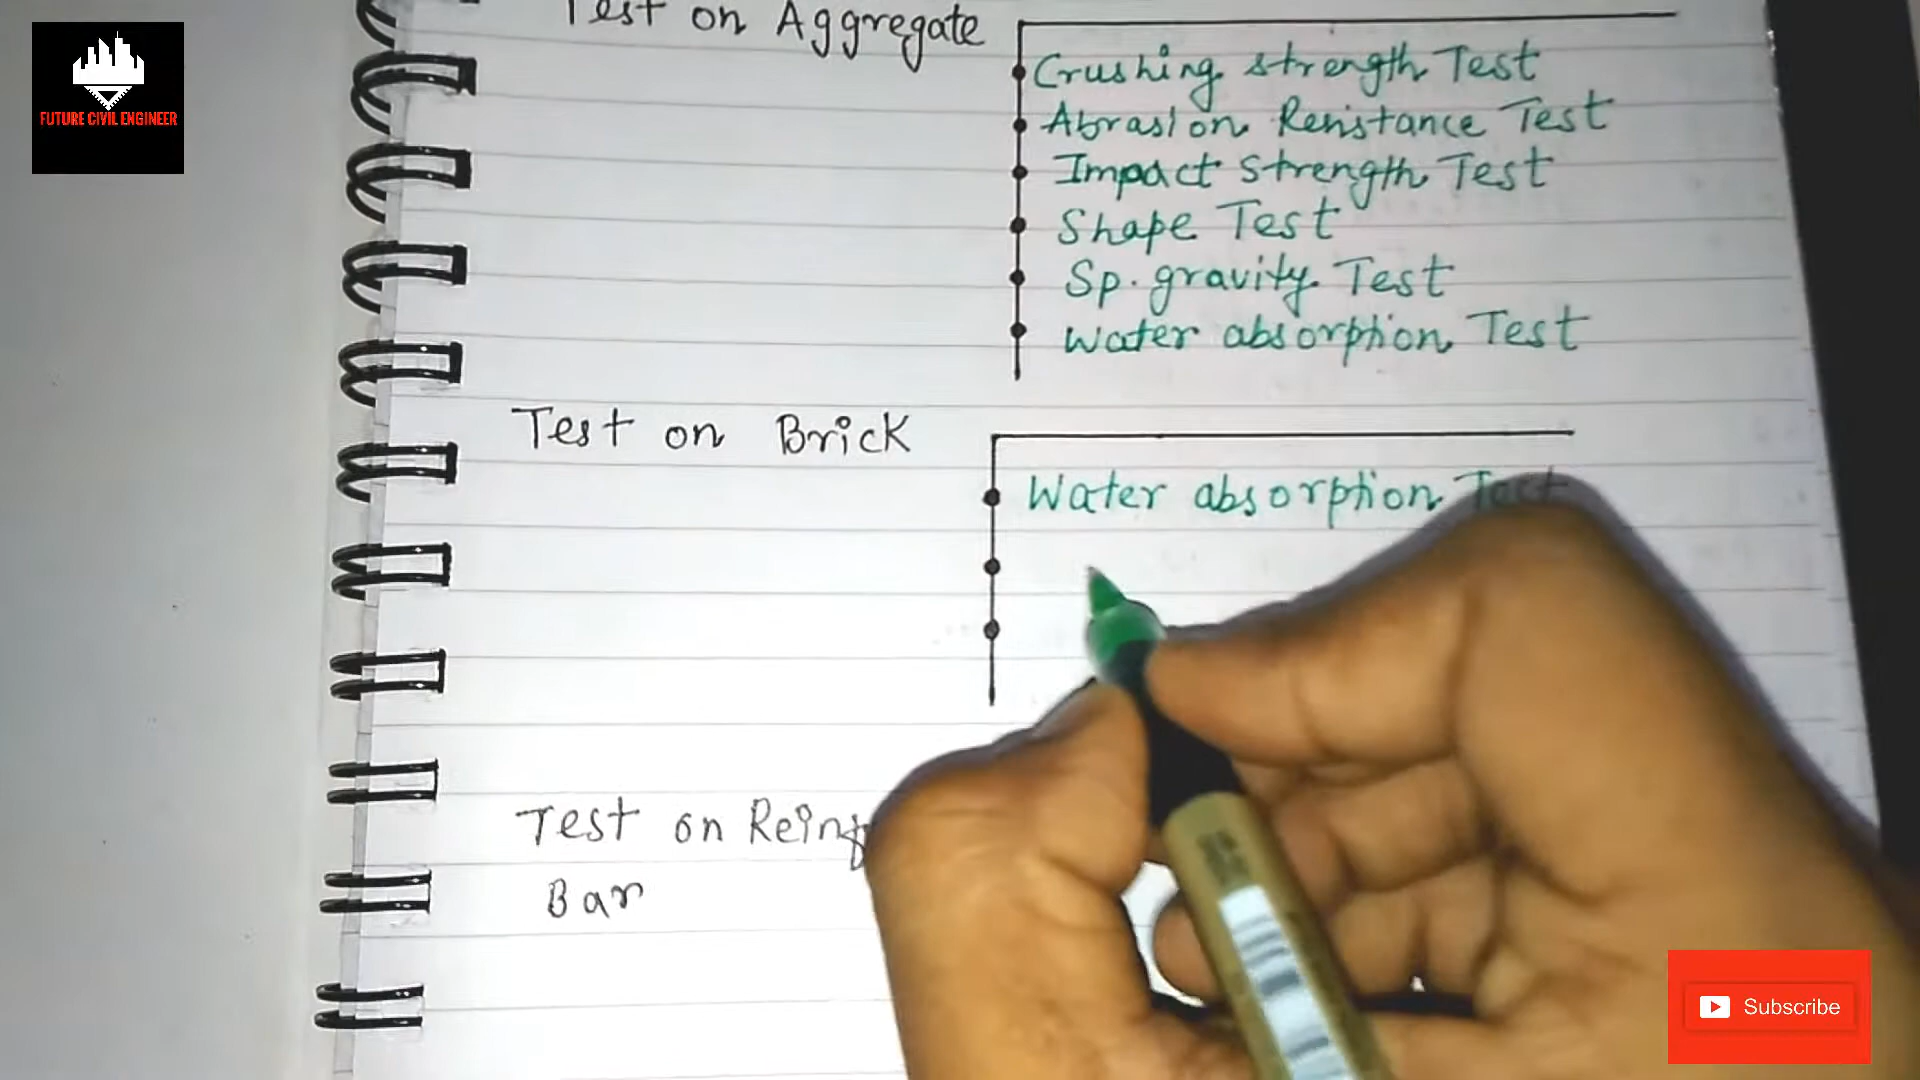 FUTURE CIVIL ENGINEER
Test on Aggregate
Crushing strength Test
Abrasion Resistance Test
Impact Strength Test
Shape Test
Sp. gravity Test
Water absorption Test
Test on Brick
Water absorption Test
Test on
Bar
Subscribe